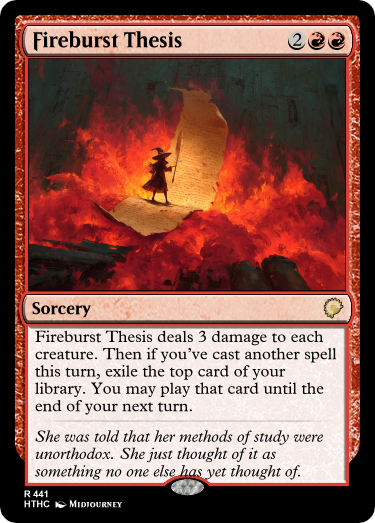 Fireburst Thesis 2
Sorcery
Fireburst Thesis deals 3 damage to each
creature. Then if you've cast another spell
this turn, exile the top card of your
library. You may play that card until the
end of your next turn.
She was told that her methods of study were
unorthodox. She just thought of it as
something no one else has yet thought of.
R 441
HTHC Midjourney